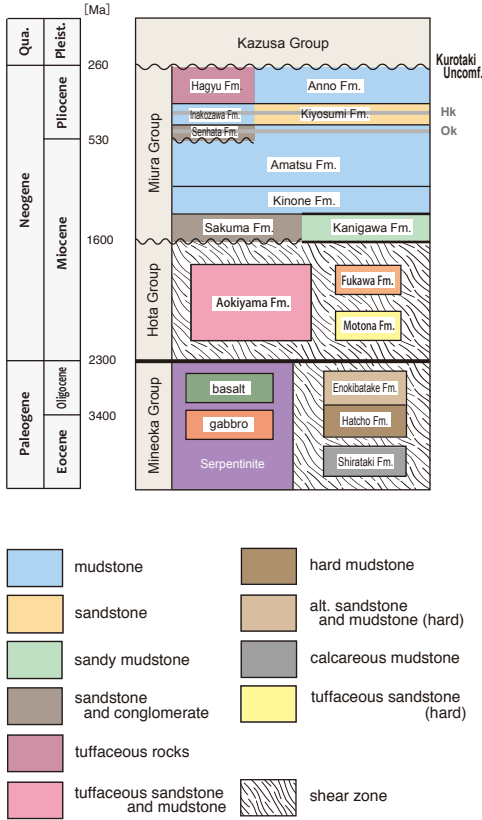 [Ma]
Qua.
Pleist.
Kazusa Group
260
Kurotaki
Uncomf.
Neogene
Pliocene
Miura Group
Hagyu Fm.
Anno Fm.
Inakozawa Fm.
Kiyosumi Fm.
Hk
Senhata Fm.
Ok
530
Miocene
Amatsu Fm.
Kinone Fm.
Sakuma Fm.
Kanigawa Fm.
1600
Hota Group
Aokiyama Fm.
Fukawa Fm.
Motona Fm.
2300
Paleogene
Oligocene
Mineoka Group
basalt
Enokibatake Fm.
3400
gabbro
Hatcho Fm.
Eocene
Serpentinite
Shirataki Fm.
mudstone
hard mudstone
sandstone
alt. sandstone
and mudstone (hard)
sandy mudstone
calcareous mudstone
sandstone
and conglomerate
tuffaceous sandstone
(hard)
tuffaceous rocks
tuffaceous sandstone
and mudstone
shear zone